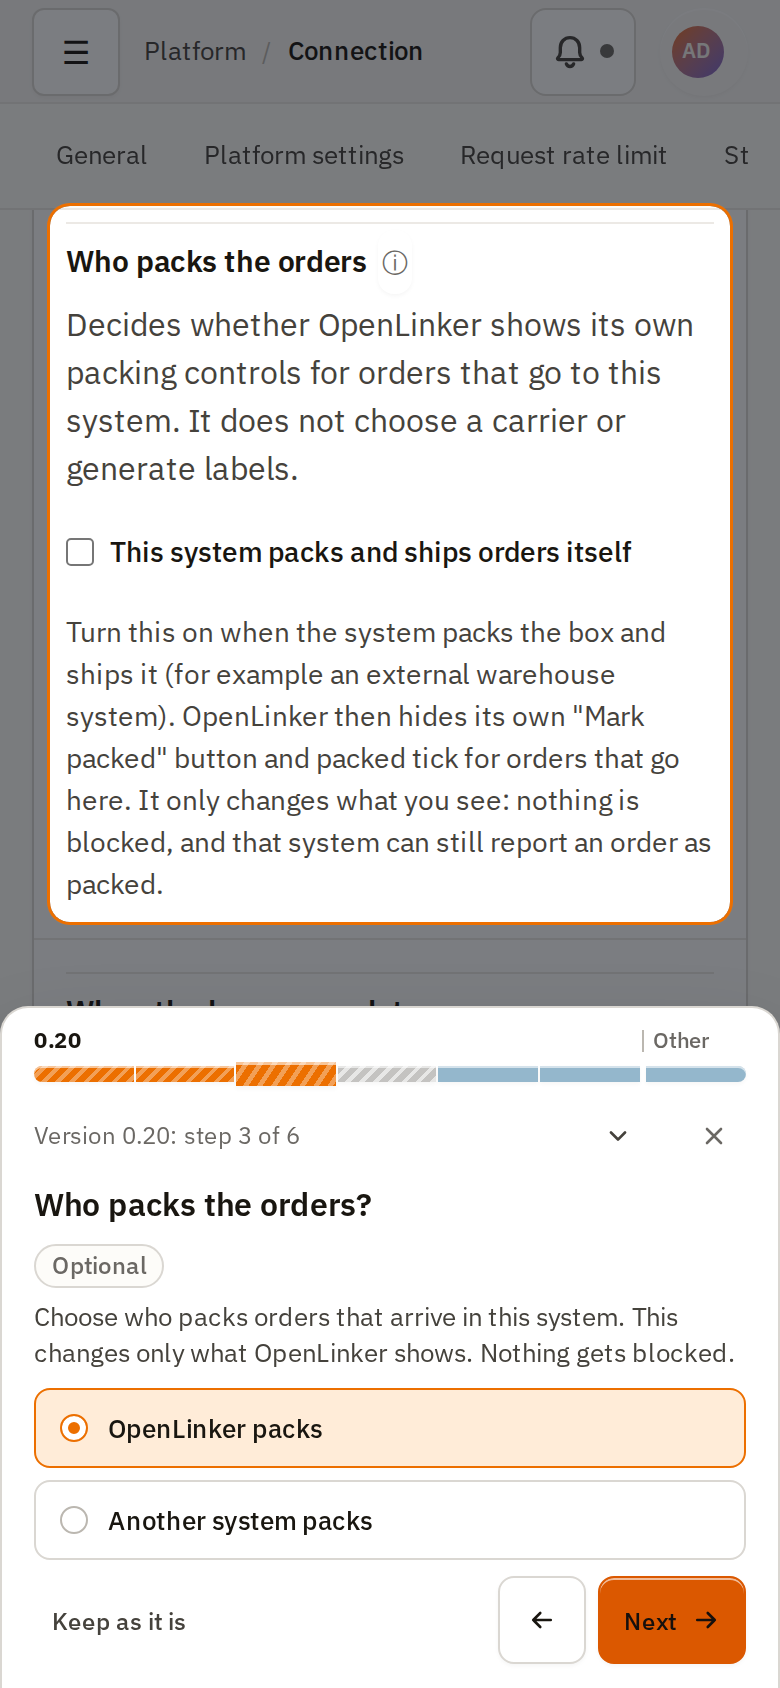 Platform / Connection
AD
General Platform settings Request rate limit St
Who packs the orders
Decides whether OpenLinker shows its own
packing controls for orders that go to this
system. It does not choose a carrier or
generate labels.
This system packs and ships orders itself
Turn this on when the system packs the box and
ships it (for example an external warehouse
system). OpenLinker then hides its own "Mark
packed" button and packed tick for orders that go
here. It only changes what you see: nothing is
blocked, and that system can still report an order as
packed.
0.20
Other
Version 0.20: step 3 of 6
Who packs the orders?
Optional
Choose who packs orders that arrive in this system. This
changes only what OpenLinker shows. Nothing gets blocked.
OpenLinker packs
Another system packs
Keep as it is
Next